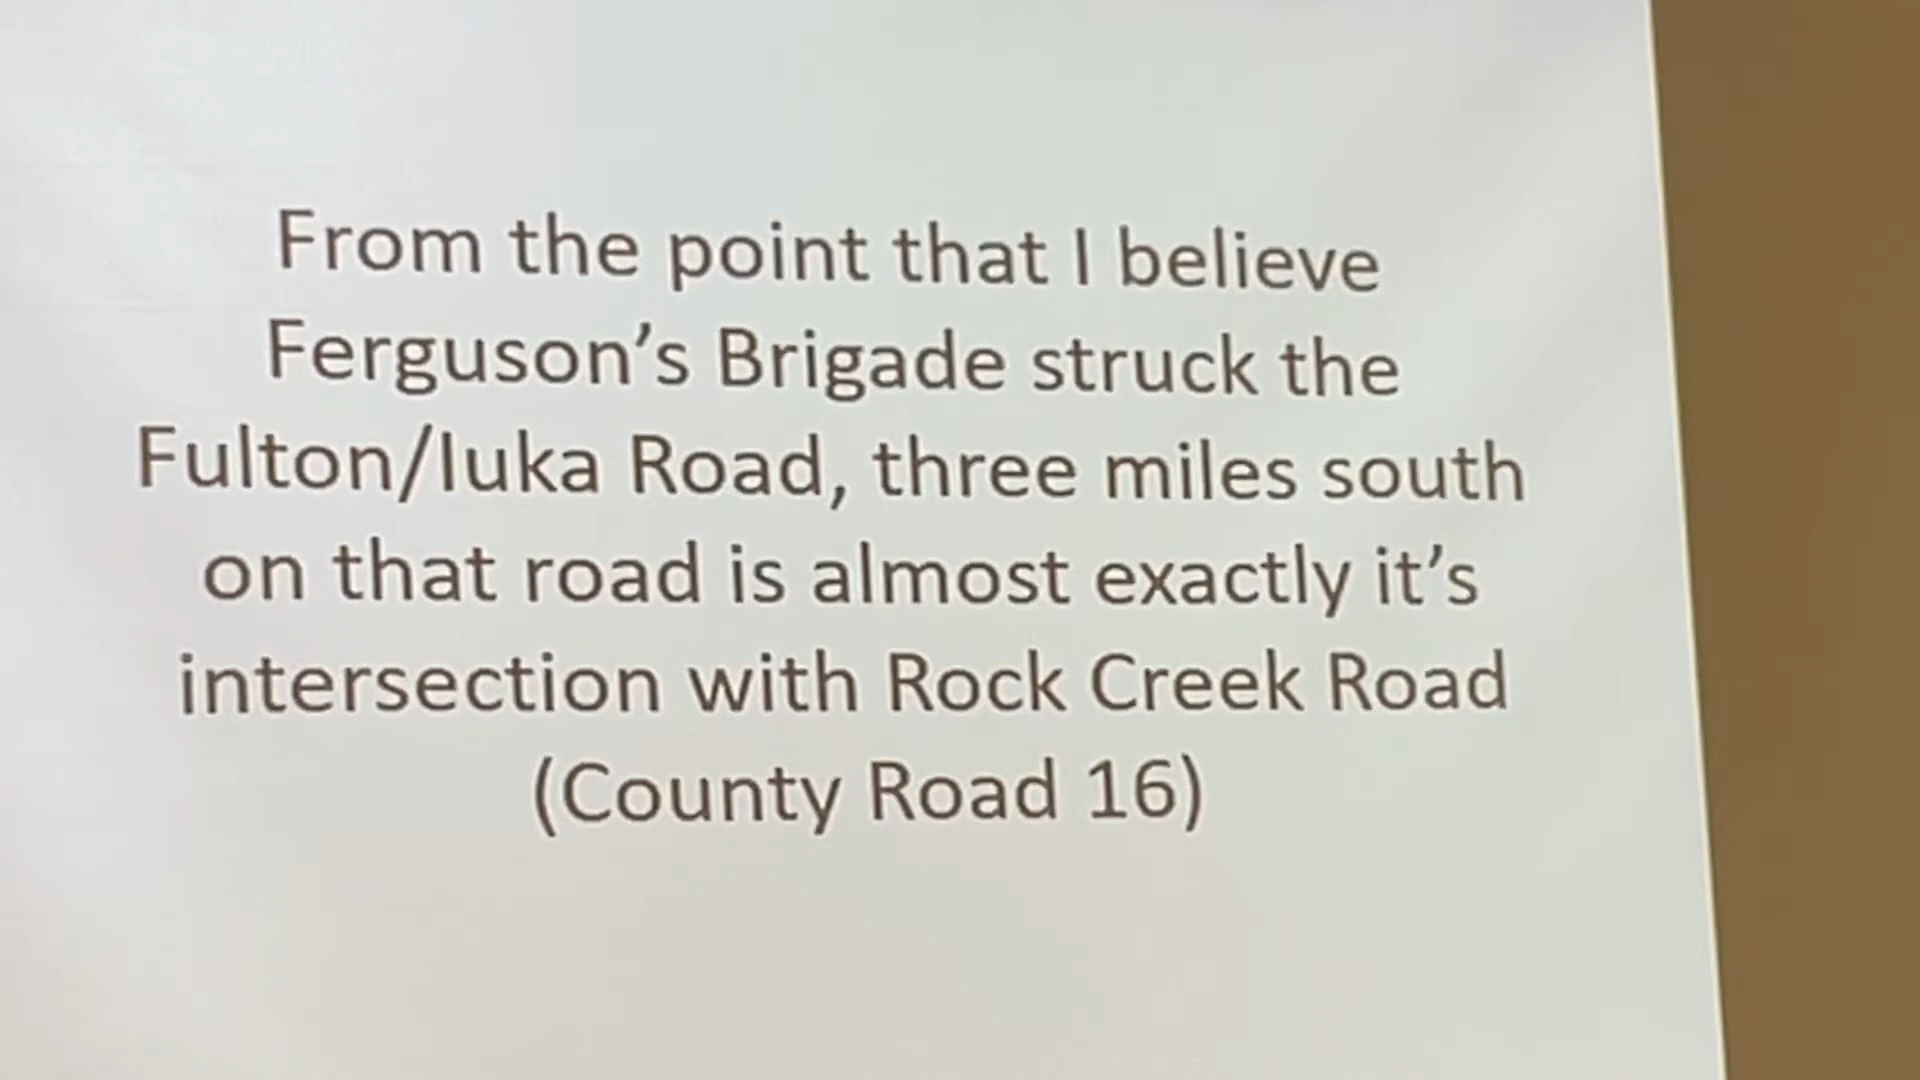 From the point that I believe
Ferguson’s Brigade struck the
Fulton/Iuka Road, three miles south
on that road is almost exactly it’s
intersection with Rock Creek Road
(County Road 16)